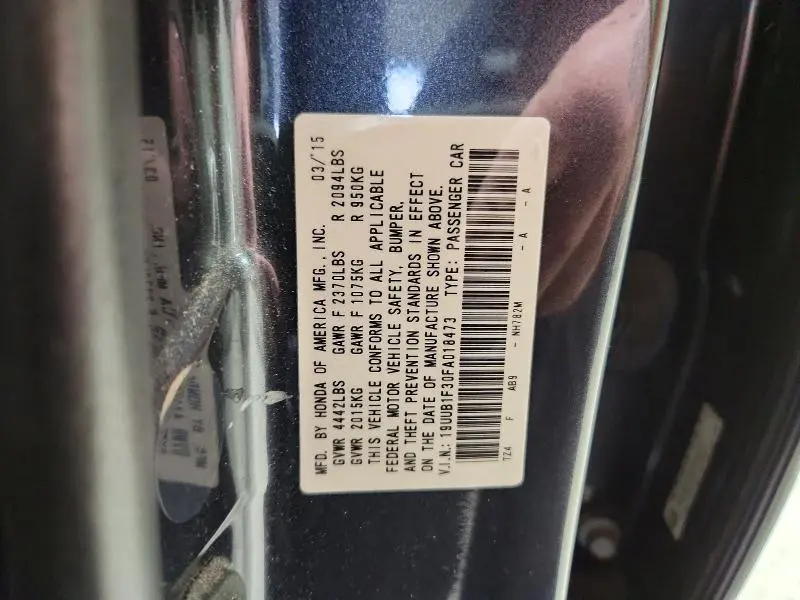 MFD. BY HONDA OF AMERICA MFG., INC. 03/15
GVWR 4442LBS GAWR F 2370LBS R 2094LBS
GVWR 2015KG GAWR F 1075KG R 950KG
THIS VEHICLE CONFORMS TO ALL APPLICABLE
FEDERAL MOTOR VEHICLE SAFETY, BUMPER,
AND THEFT PREVENTION STANDARDS IN EFFECT
ON THE DATE OF MANUFACTURE SHOWN ABOVE.
V.I.N.: 19UUB1F30FA018473 TYPE: PASSENGER CAR
TZ4 F AB9 - NH782M - A - A